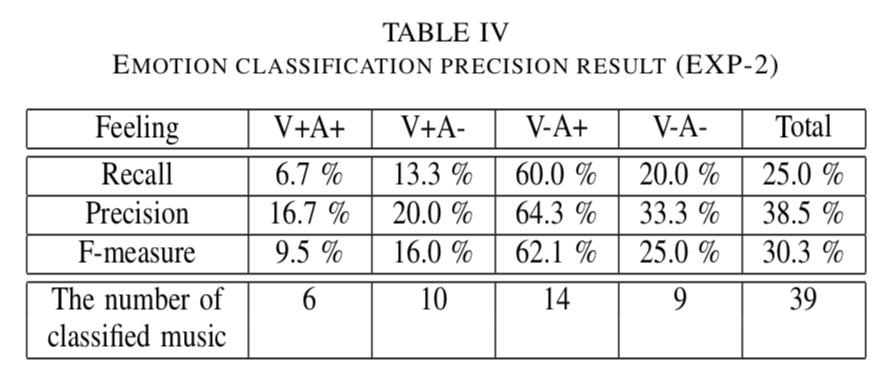 TABLE IV
EMOTION CLASSIFICATION PRECISION RESULT (EXP-2)
Feeling V+A+ V+A- V-A+ V-A- Total
Recall 6.7 % 13.3 % 60.0 % 20.0 % 25.0 %
Precision 16.7 % 20.0 % 64.3 % 33.3 % 38.5 %
F-measure 9.5 % 16.0 % 62.1 % 25.0 % 30.3 %
The number of 6 10 14 9 39
classified music